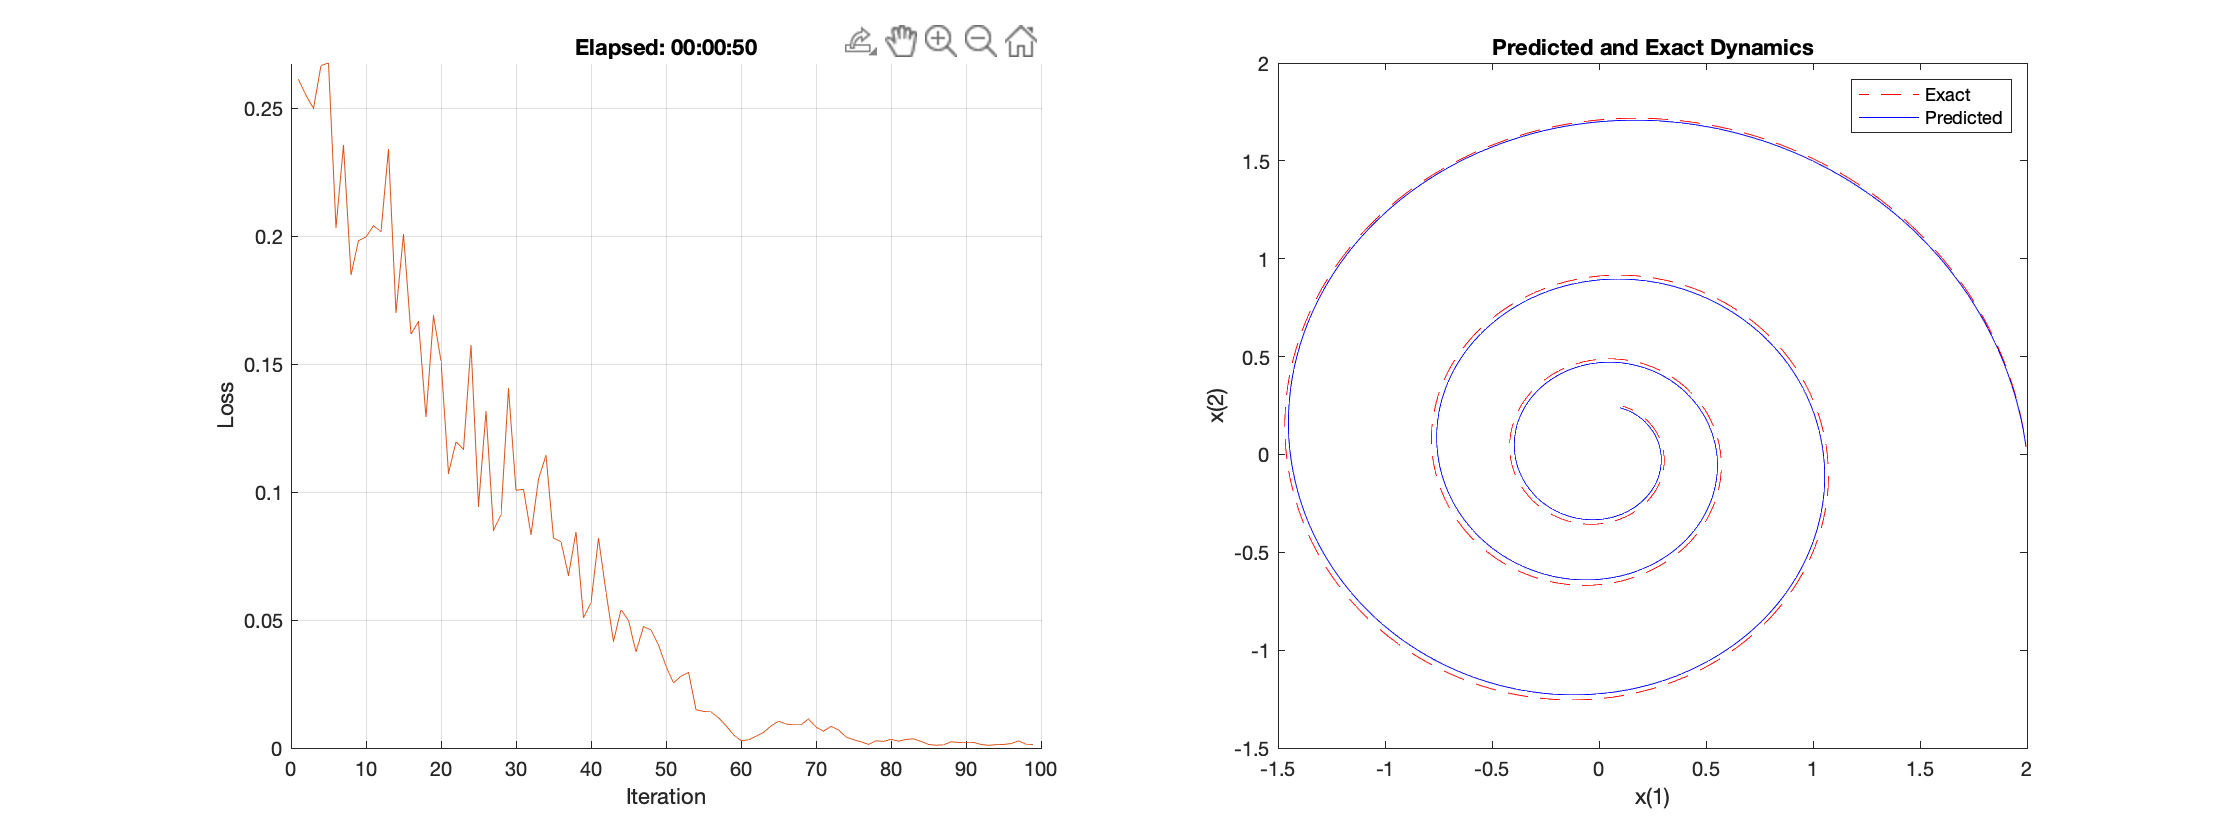 Elapsed: 00:00:50
0.25
0.2
0.15
0.1
0.05
0
Loss
0 10 20 30 40 50 60 70 80 90 100
Iteration
Predicted and Exact Dynamics
Exact
Predicted
2
1.5
1
0.5
0
-0.5
-1
-1.5
x(2)
-1.5 -1 -0.5 0 0.5 1 1.5 2
x(1)